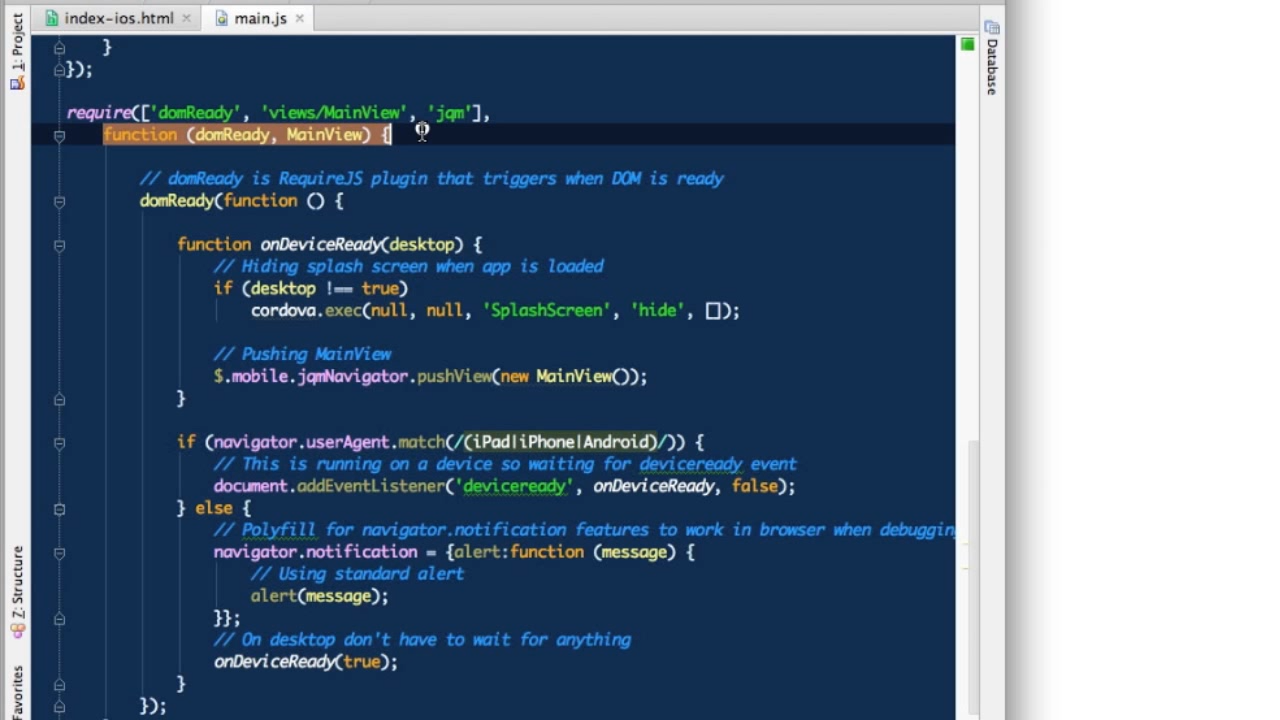 1: Project
index-ios.html
main.js
Database
}
});
require(['domReady', 'views/MainView', 'jqm'],
function (domReady, MainView) {
// domReady is RequireJS plugin that triggers when DOM is ready
domReady(function () {
function onDeviceReady(desktop) {
// Hiding splash screen when app is loaded
if (desktop !== true)
cordova.exec(null, null, 'SplashScreen', 'hide', []);
// Pushing MainView
$.mobile.jqmNavigator.pushView(new MainView());
}
if (navigator.userAgent.match(/(iPad|iPhone|Android)/)) {
// This is running on a device so waiting for deviceready event
document.addEventListener('deviceready', onDeviceReady, false);
} else {
// Polyfill for navigator.notification features to work in browser when debugging
navigator.notification = {alert:function (message) {
// Using standard alert
alert(message);
}};
// On desktop don't have to wait for anything
onDeviceReady(true);
}
});
Z: Structure
Favorites